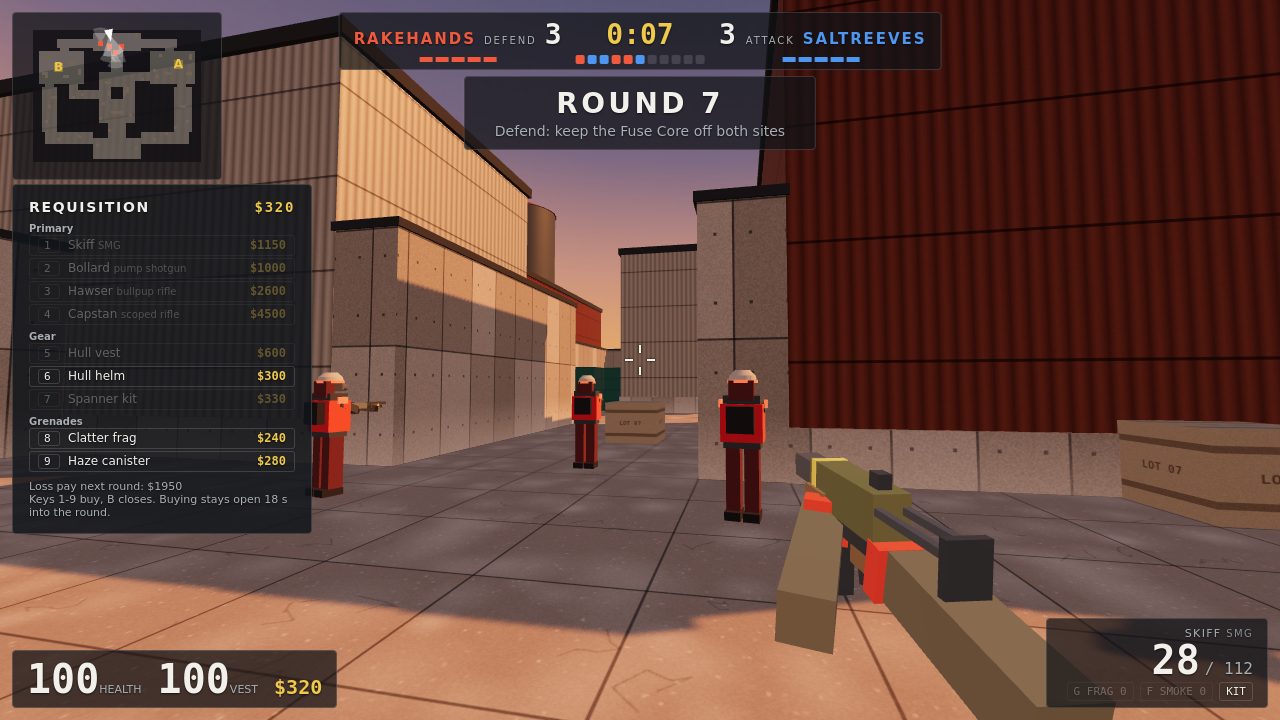 B
A
RAKEHANDS DEFEND 3 0:07 3 ATTACK SALTREEVES
ROUND 7
Defend: keep the Fuse Core off both sites
REQUISITION $320
Primary
1 Skiff SMG $1150
2 Bollard pump shotgun $1000
3 Hawser bullpup rifle $2600
4 Capstan scoped rifle $4500
Gear
5 Hull vest $600
6 Hull helm $300
7 Spanner kit $330
Grenades
8 Clatter frag $240
9 Haze canister $280
Loss pay next round: $1950
Keys 1-9 buy, B closes. Buying stays open 18 s
into the round.
LOT 07
LOT 07
LO
100 HEALTH 100 VEST $320
SKIFF SMG
28 / 112
G FRAG 0 F SMOKE 0 KIT